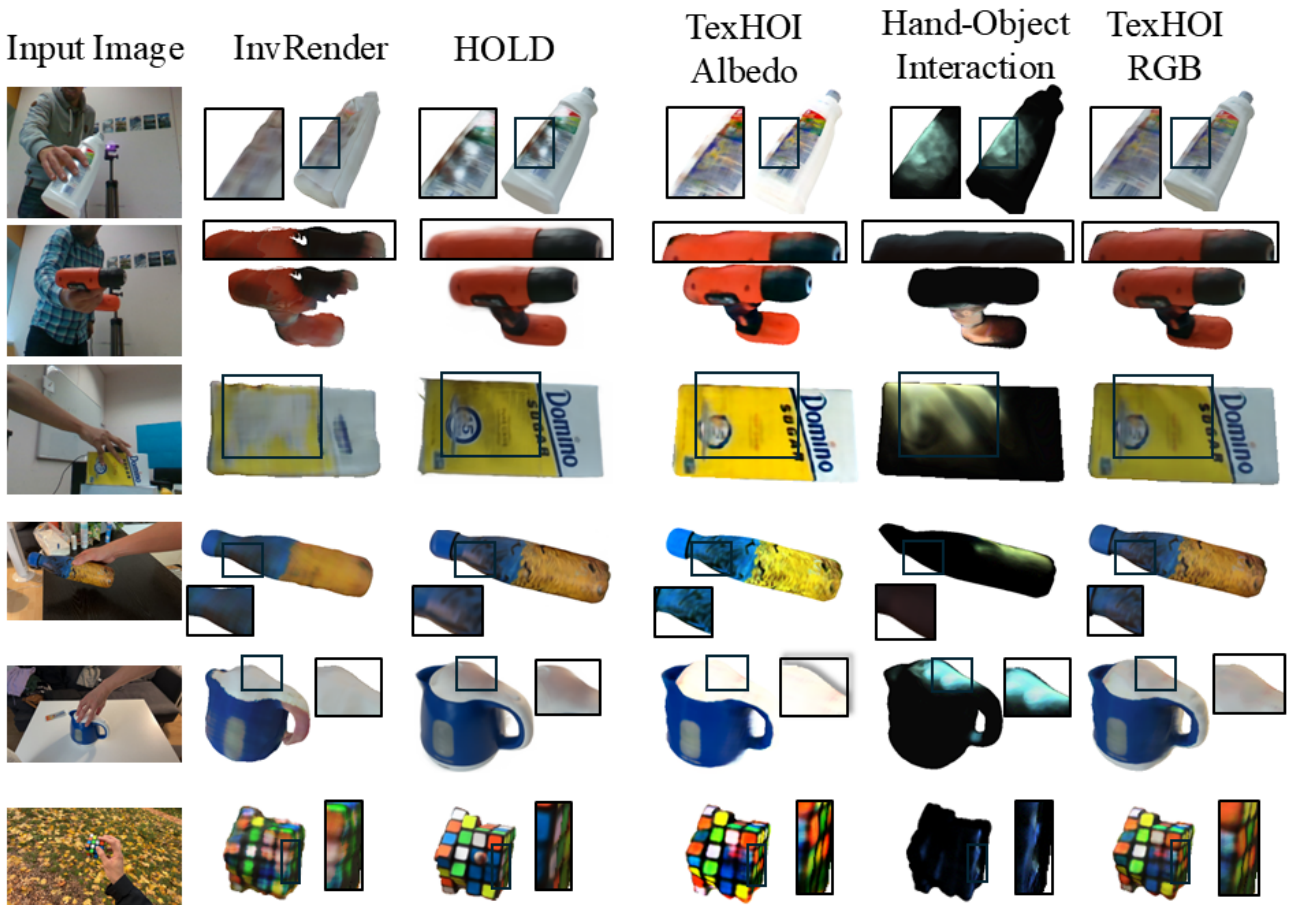 Input Image
InvRender
HOLD
TexHOI
Albedo
Hand-Object
Interaction
TexHOI
RGB
Domino
SUGAR
Domino
SUGAR
Domino
SUGAR